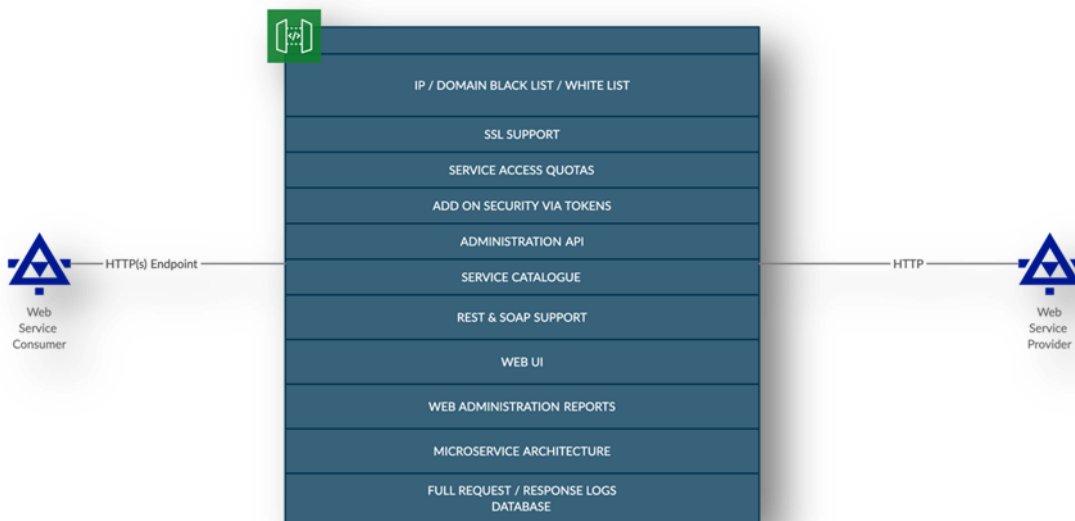 </>
IP / DOMAIN BLACK LIST / WHITE LIST
SSL SUPPORT
SERVICE ACCESS QUOTAS
ADD ON SECURITY VIA TOKENS
ADMINISTRATION API
HTTP(s) Endpoint
HTTP
SERVICE CATALOGUE
Web
Service
Consumer
Web
Service
Provider
REST & SOAP SUPPORT
WEB UI
WEB ADMINISTRATION REPORTS
MICROSERVICE ARCHITECTURE
FULL REQUEST / RESPONSE LOGS
DATABASE